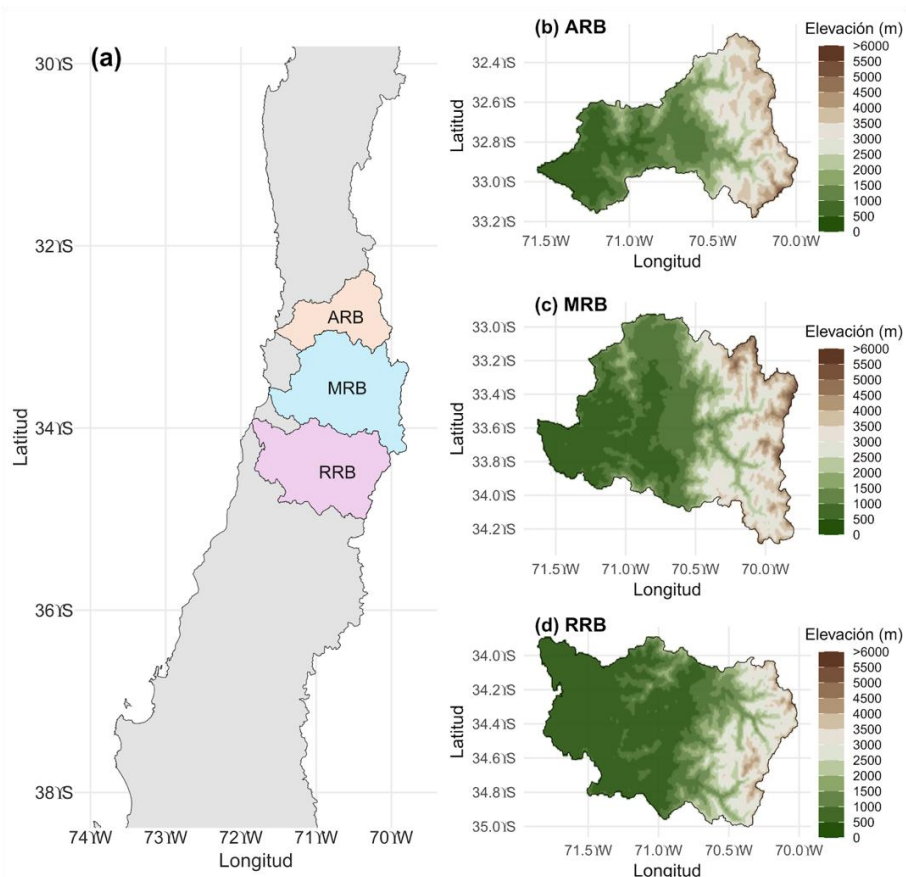 (a)
30°S
32°S
34°S
36°S
38°S
Latitud
ARB
MRB
RRB
74°W 73°W 72°W 71°W 70°W
Longitud
(b) ARB
Latitud
32.4°S
32.6°S
32.8°S
33.0°S
33.2°S
71.5°W 71.0°W 70.5°W 70.0°W
Longitud
Elevación (m)
>6000
5500
5000
4500
4000
3500
3000
2500
2000
1500
1000
500
0
(c) MRB
Latitud
33.0°S
33.2°S
33.4°S
33.6°S
33.8°S
34.0°S
34.2°S
71.5°W 71.0°W 70.5°W 70.0°W
Longitud
Elevación (m)
>6000
5500
5000
4500
4000
3500
3000
2500
2000
1500
1000
500
0
(d) RRB
Latitud
34.0°S
34.2°S
34.4°S
34.6°S
34.8°S
35.0°S
71.5°W 71.0°W 70.5°W 70.0°W
Longitud
Elevación (m)
>6000
5500
5000
4500
4000
3500
3000
2500
2000
1500
1000
500
0